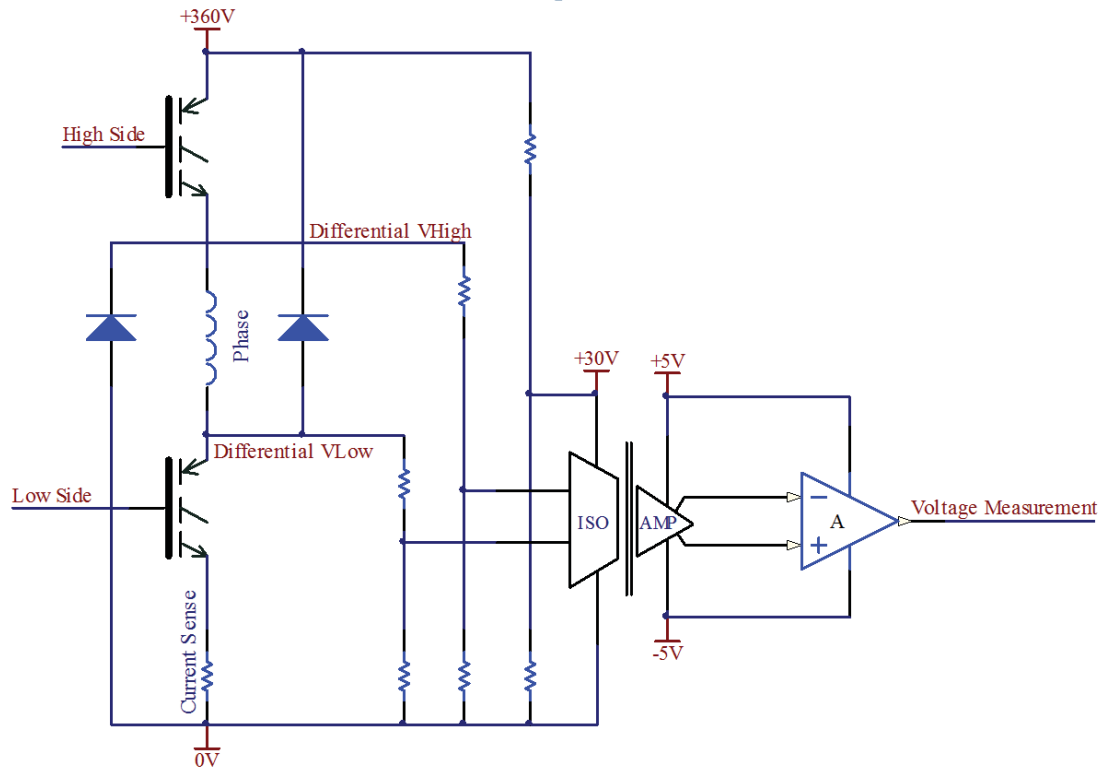 +360V
High Side
Differential VHigh
Phase
+30V
+5V
Differential VLow
Low Side
ISO
AMP
A
Voltage Measurement
Current Sense
-5V
0V